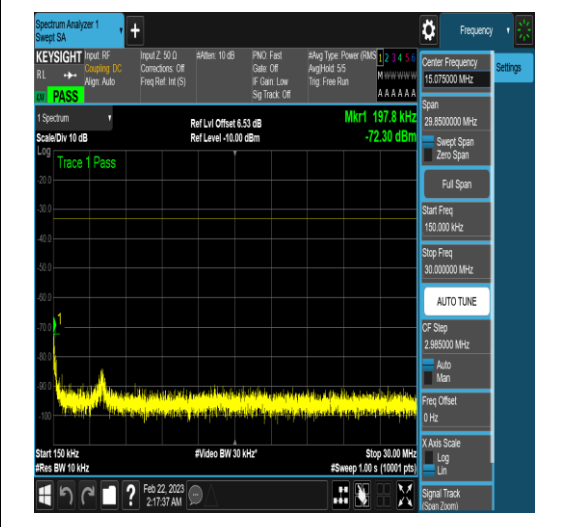 Spectrum Analyzer 1
Swept SA
+
Frequency
KEYSIGHT Input: RF Input Z: 50 Ω #Atten: 10 dB PNO: Fast #Avg Type: Power (RMS 1 2 3 4 5 6
RL Coupling: DC Corrections: Off Gate: Off Avg|Hold: 5/5 M W W W W W
Align: Auto Freq Ref: Int (S) IF Gain: Low Trig: Free Run
Sig Track: Off A A A A A A
PASS
1 Spectrum
Ref Lvl Offset 6.53 dB Mkr1 197.8 kHz
Scale/Div 10 dB Ref Level -10.00 dBm -72.30 dBm
Log
Trace 1 Pass
-20.0
-30.0
-40.0
-50.0
-60.0
-70.0
1
-80.0
-90.0
-100
Start 150 kHz #Video BW 30 kHz* Stop 30.00 MHz
#Res BW 10 kHz #Sweep 1.00 s (10001 pts)
? Feb 22, 2023
2:17:37 AM
Center Frequency
15.075000 MHz
Settings
Span
29.8500000 MHz
Swept Span
Zero Span
Full Span
Start Freq
150.000 kHz
Stop Freq
30.000000 MHz
AUTO TUNE
CF Step
2.985000 MHz
Auto
Man
Freq Offset
0 Hz
X Axis Scale
Log
Lin
Signal Track
(Span Zoom)